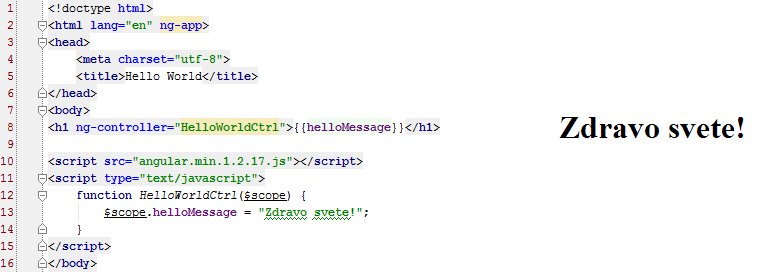 1 <!doctype html>
2 <html lang="en" ng-app>
3 <head>
4 <meta charset="utf-8">
5 <title>Hello World</title>
6 </head>
7 <body>
8 <h1 ng-controller="HelloWorldCtrl">{{helloMessage}}</h1>
9
10 <script src="angular.min.1.2.17.js"></script>
11 <script type="text/javascript">
12 function HelloWorldCtrl($scope) {
13 $scope.helloMessage = "Zdravo svete!";
14 }
15 </script>
16 </body>
Zdravo svete!